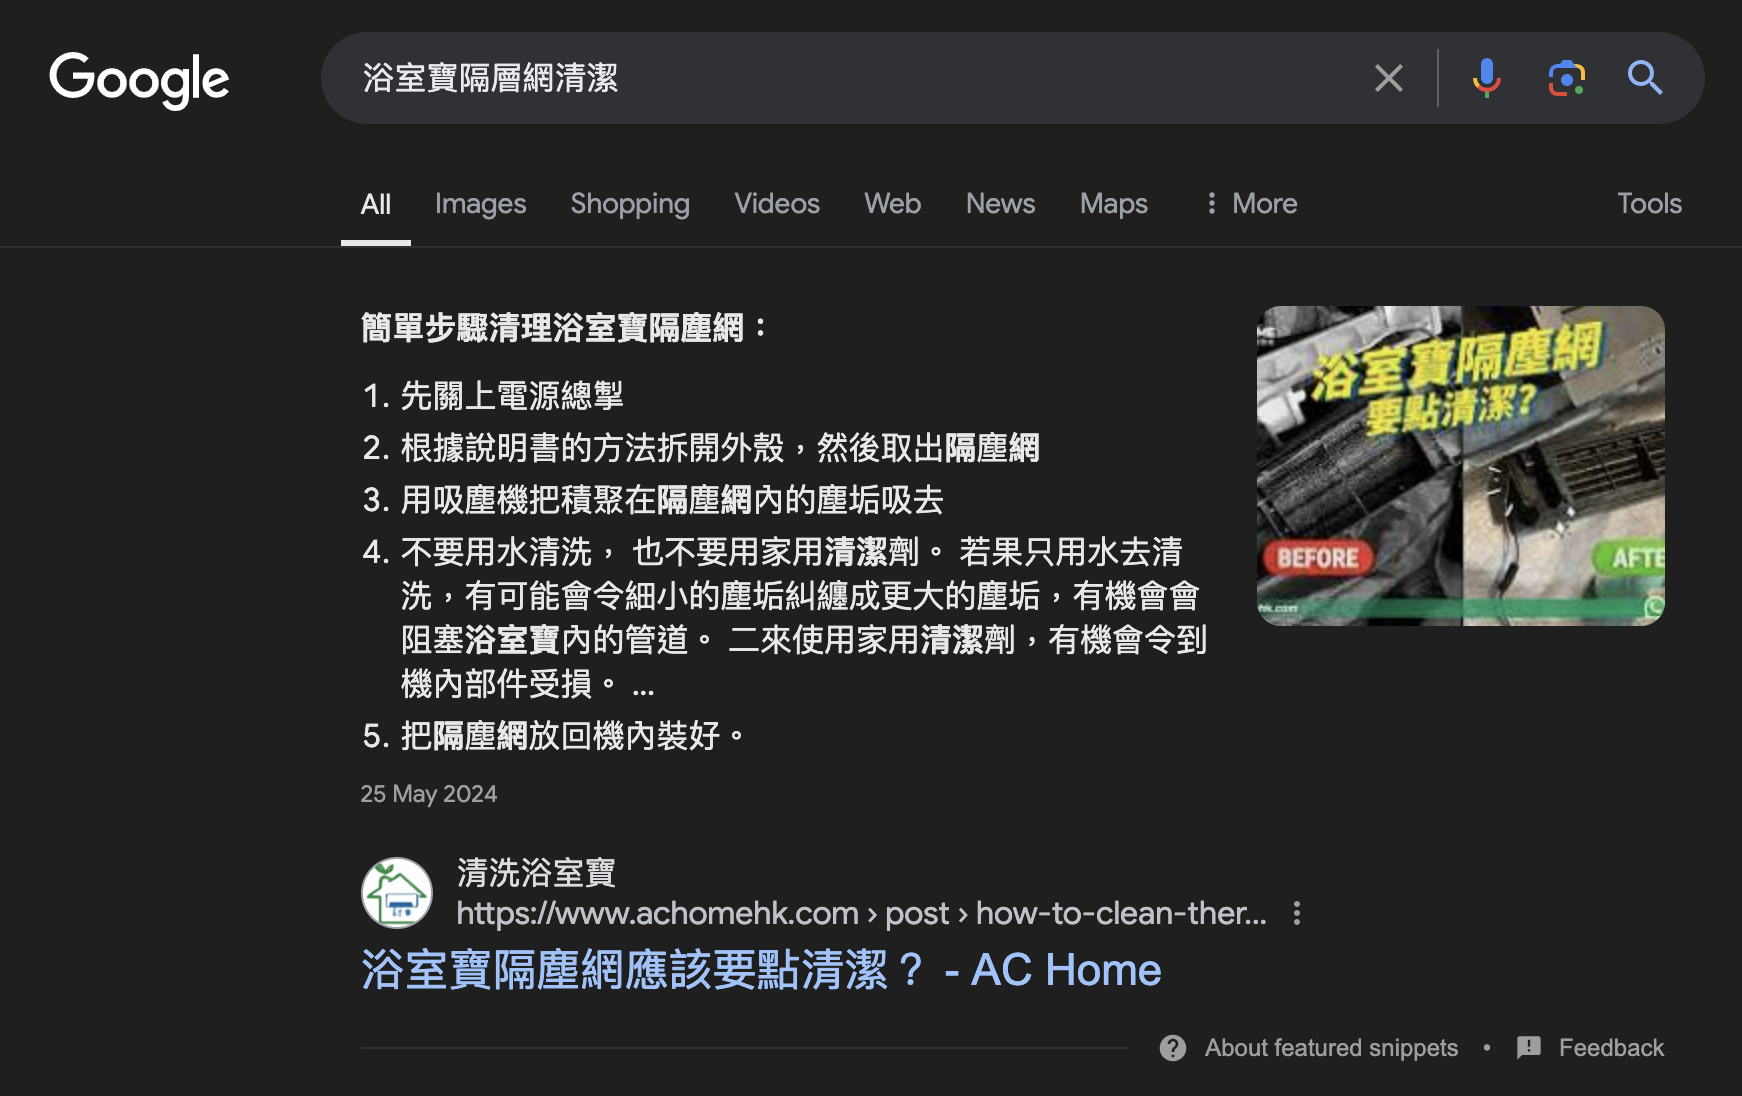 Google
浴室寶隔層網清潔
All Images Shopping Videos Web News Maps More Tools
簡單步驟清理浴室寶隔塵網：
1. 先關上電源總掣
2. 根據說明書的方法拆開外殼，然後取出隔塵網
3. 用吸塵機把積聚在隔塵網內的塵垢吸去
4. 不要用水清洗， 也不要用家用清潔劑。 若果只用水去清
洗，有可能會令細小的塵垢糾纏成更大的塵垢，有機會會
阻塞浴室寶內的管道。 二來使用家用清潔劑，有機會令到
機內部件受損。 ...
5. 把隔塵網放回機內裝好。
浴室寶隔塵網
要點清潔?
BEFORE
AFTE
hk.com
25 May 2024
清洗浴室寶
https://www.achomehk.com › post › how-to-clean-ther...
浴室寶隔塵網應該要點清潔？ - AC Home
About featured snippets • Feedback